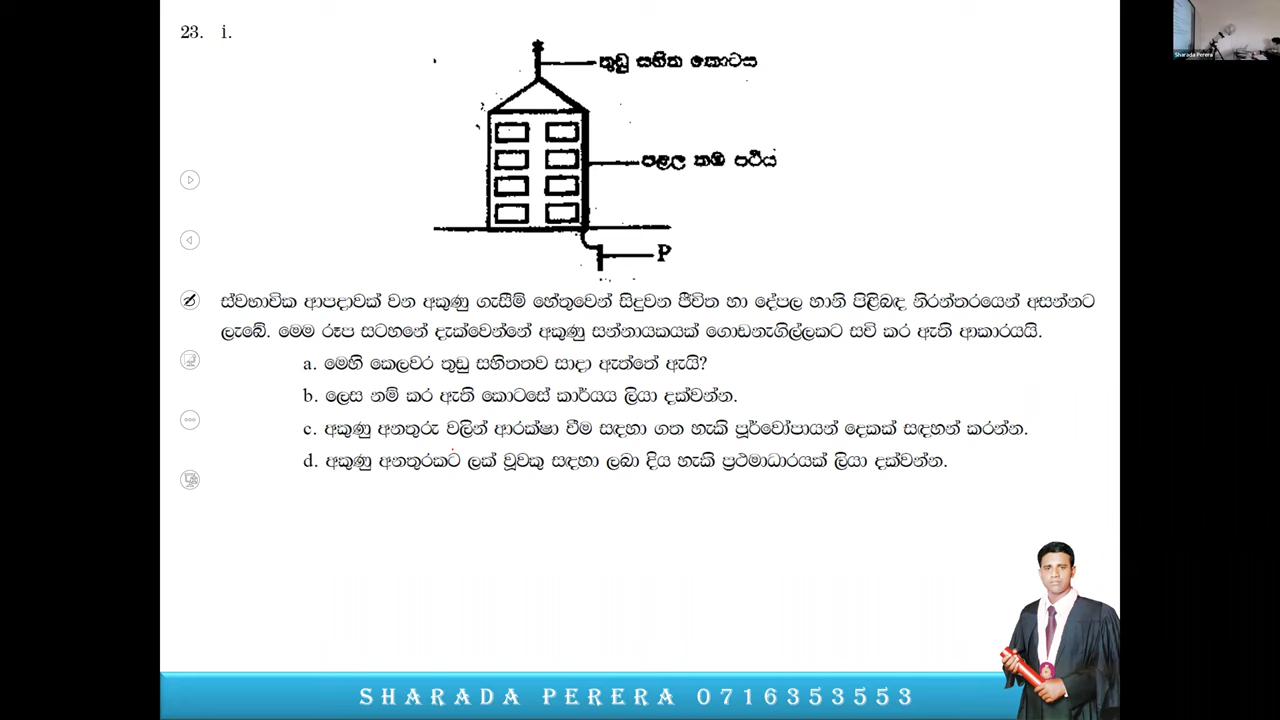 Sharada Perera
23. i.
තුඩු සහිත කොටස
පළල තඹ පටිය
P
ස්වභාවික ආපදාවක් වන අකුණු ගැසීම් හේතුවෙන් සිදුවන ජීවිත හා දේපල හානි පිළිබඳ නිරන්තරයෙන් අසන්නට
ලැබේ. මෙම රූප සටහනේ දැක්වෙන්නේ අකුණු සන්නායකයක් ගොඩනැගිල්ලකට සවි කර ඇති ආකාරයයි.
a. මෙහි කෙලවර තුඩු සහිතතව සාදා ඇත්තේ ඇයි?
b. ලෙස නම් කර ඇති කොටසේ කාර්යය ලියා දක්වන්න.
c. අකුණු අනතුරු වලින් ආරක්ෂා වීම සඳහා ගත හැකි පූර්වෝපායන් දෙකක් සඳහන් කරන්න.
d. අකුණු අනතුරකට ලක් වූවකු සඳහා ලබා දිය හැකි ප්‍රථමාධාරයක් ලියා දක්වන්න.
SHARADA PERERA 0716353553